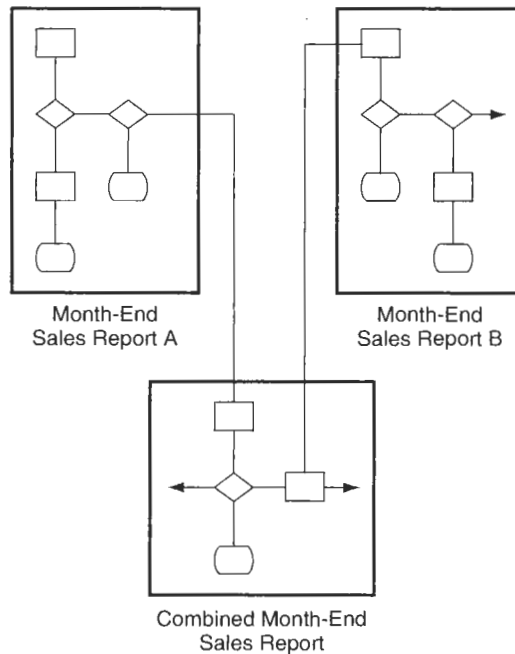 Month-End
Sales Report A
Month-End
Sales Report B
Combined Month-End
Sales Report